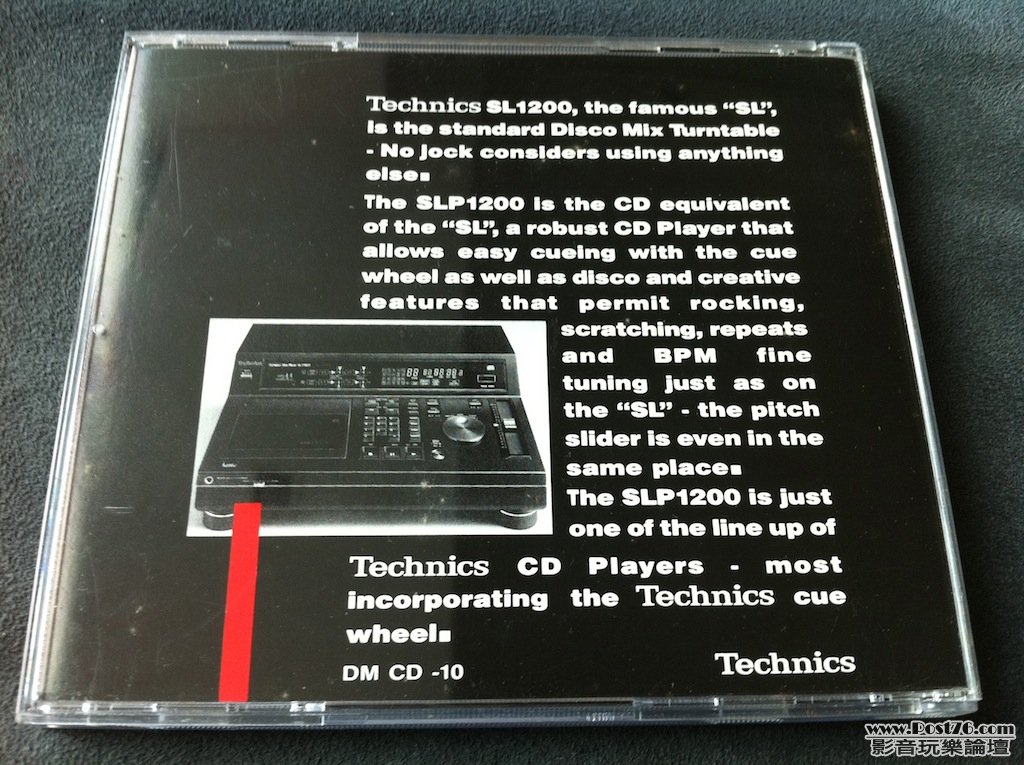 Technics SL1200, the famous “SL”,
is the standard Disco Mix Turntable
- No jock considers using anything
else■
The SLP1200 is the CD equivalent
of the “SL”, a robust CD Player that
allows easy cueing with the cue
wheel as well as disco and creative
features that permit rocking,
scratching, repeats
and BPM fine
tuning just as on
the “SL” - the pitch
slider is even in the
same place■
The SLP1200 is just
one of the line up of
Technics CD Players - most
incorporating the Technics cue
wheel■
DM CD -10
Technics
www.Post76.com
影音玩樂論壇